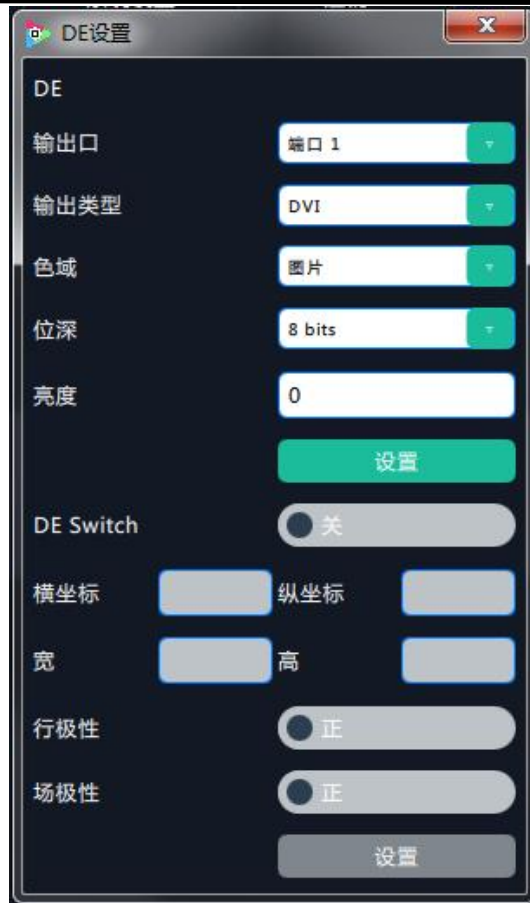 DE设置
DE
输出口 端口 1
输出类型 DVI
色域 图片
位深 8 bits
亮度 0
设置
DE Switch 关
横坐标 纵坐标
宽 高
行极性 正
场极性 正
设置